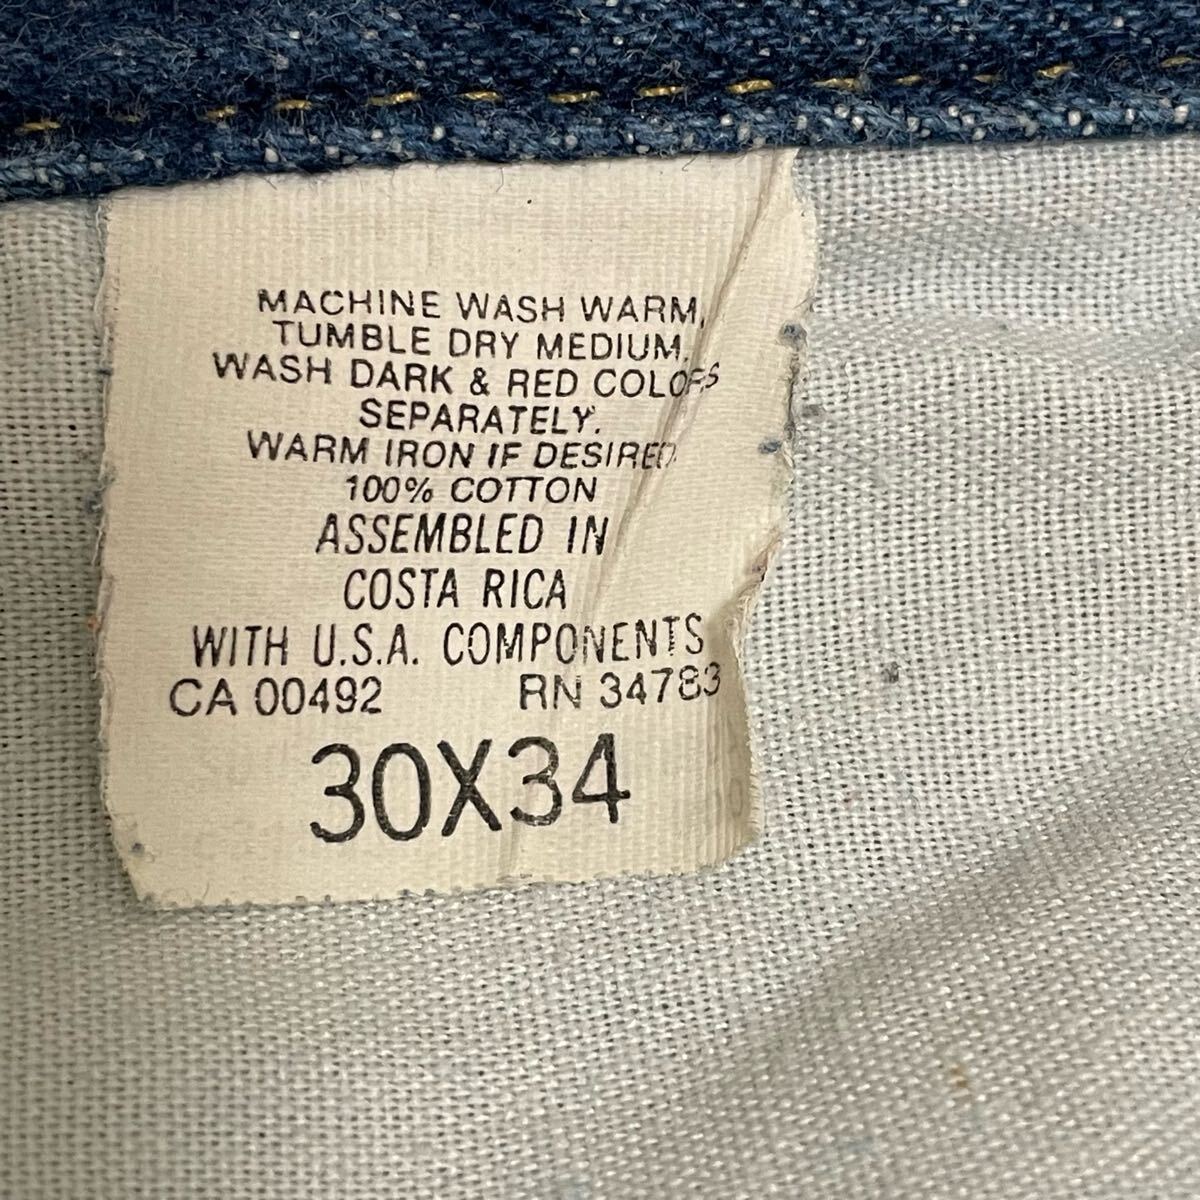 MACHINE WASH WARM,
TUMBLE DRY MEDIUM.
WASH DARK & RED COLORS
SEPARATELY.
WARM IRON IF DESIRED
100% COTTON
ASSEMBLED IN
COSTA RICA
WITH U.S.A. COMPONENTS
CA 00492 RN 34783
30X34